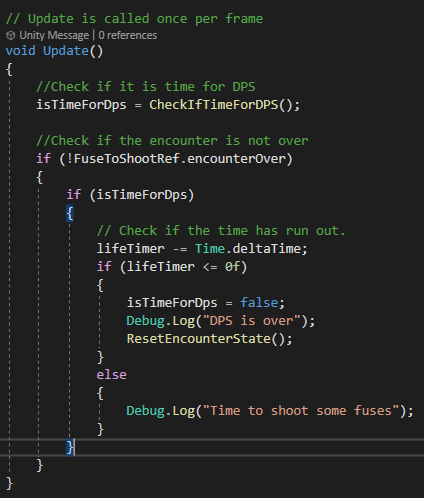 // Update is called once per frame
Unity Message | 0 references
void Update()
{
//Check if it is time for DPS
isTimeForDps = CheckIfTimeForDPS();
//Check if the encounter is not over
if (!FuseToShootRef.encounterOver)
{
if (isTimeForDps)
{
// Check if the time has run out.
lifeTimer -= Time.deltaTime;
if (lifeTimer <= 0f)
{
isTimeForDps = false;
Debug.Log("DPS is over");
ResetEncounterState();
}
else
{
Debug.Log("Time to shoot some fuses");
}
}
}
}